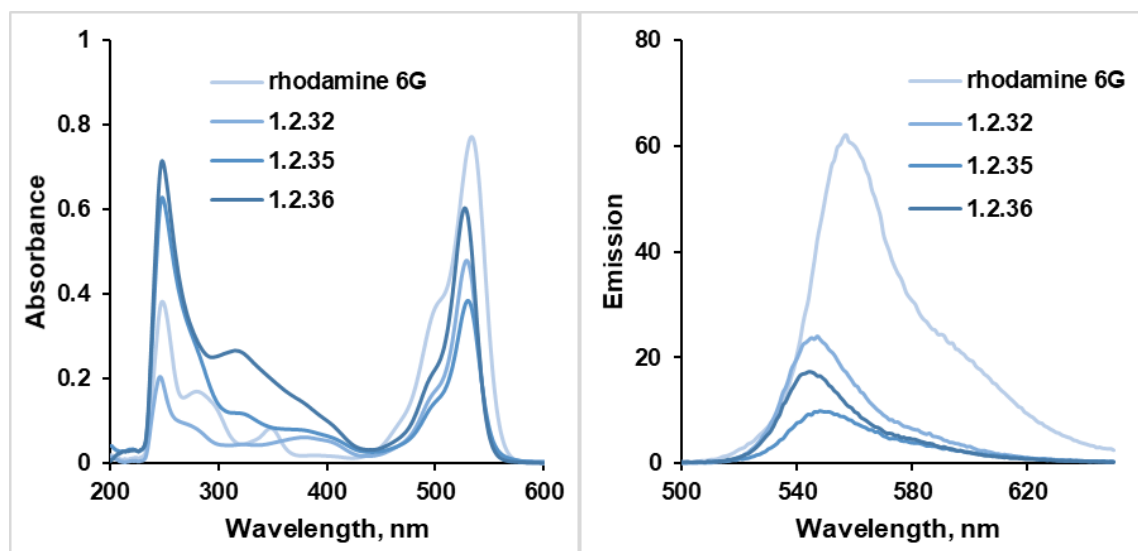 1
0.8
0.6
0.4
0.2
0
Absorbance
rhodamine 6G
1.2.32
1.2.35
1.2.36
200 300 400 500 600
Wavelength, nm
80
60
40
20
0
Emission
rhodamine 6G
1.2.32
1.2.35
1.2.36
500 540 580 620
Wavelength, nm